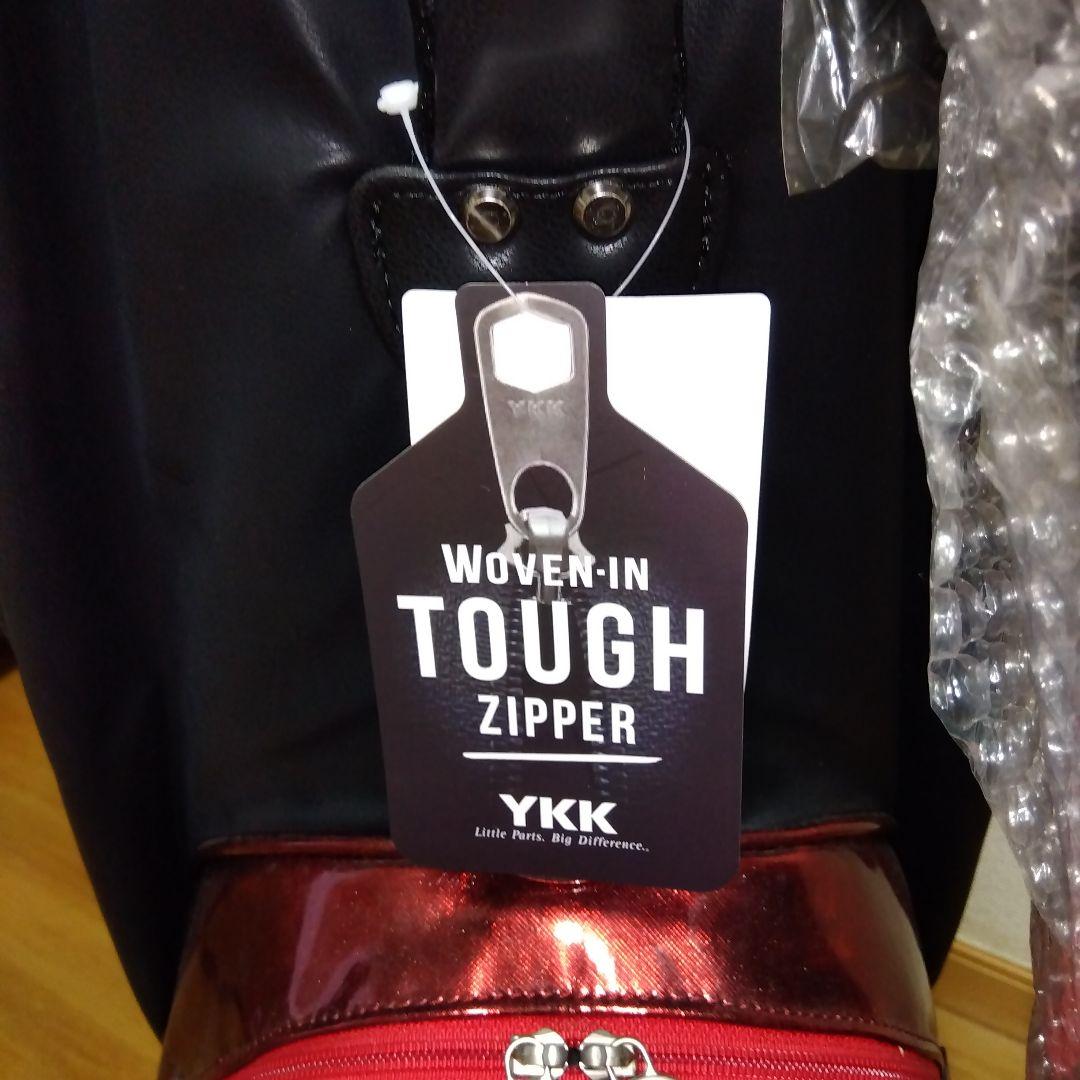 YKK
WOVEN-IN
TOUGH
ZIPPER
YKK
Little Parts. Big Difference.